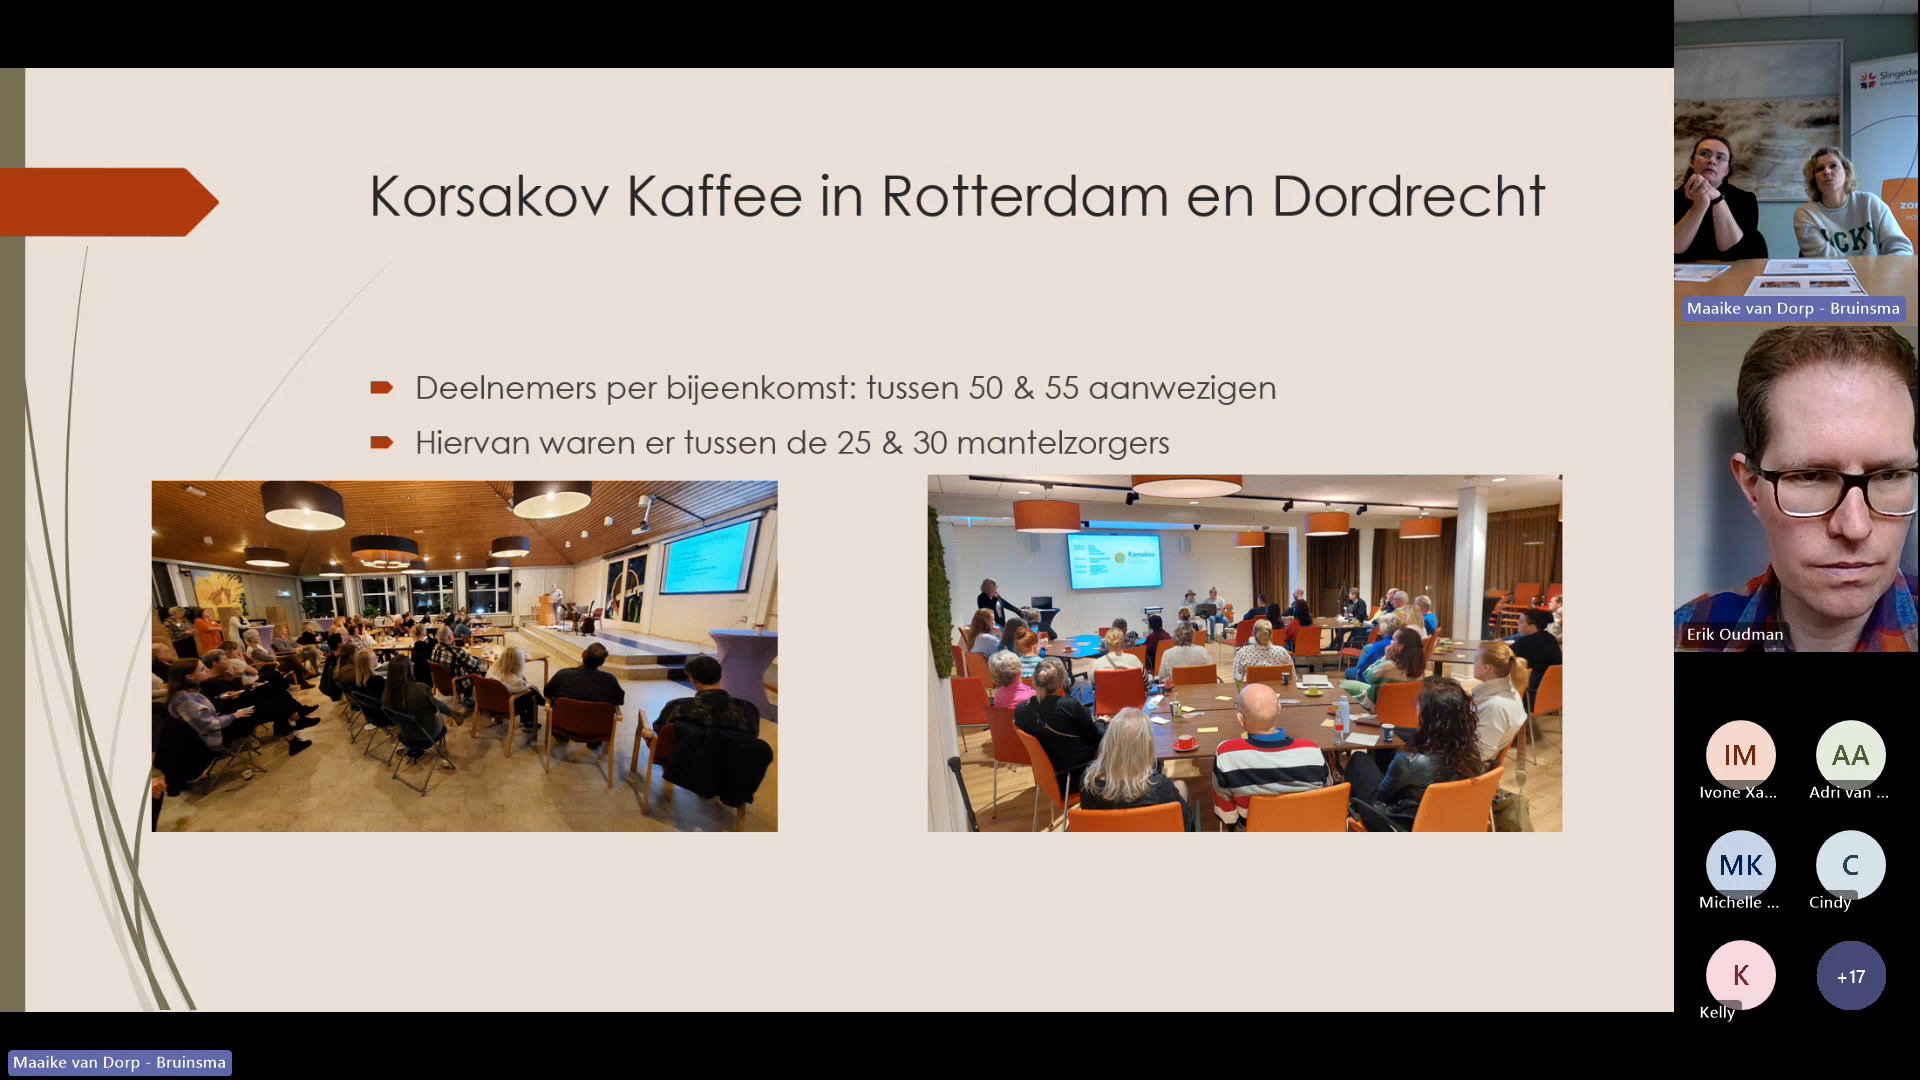 Korsakov Kaffee in Rotterdam en Dordrecht
Deelnemers per bijeenkomst: tussen 50 & 55 aanwezigen
Hiervan waren er tussen de 25 & 30 mantelzorgers
Korsakov
Maaike van Dorp - Bruinsma
Erik Oudman
IM
AA
Ivone Xa...
Adri van ...
MK
C
Michelle ...
Cindy
K
+17
Kelly
Maaike van Dorp - Bruinsma